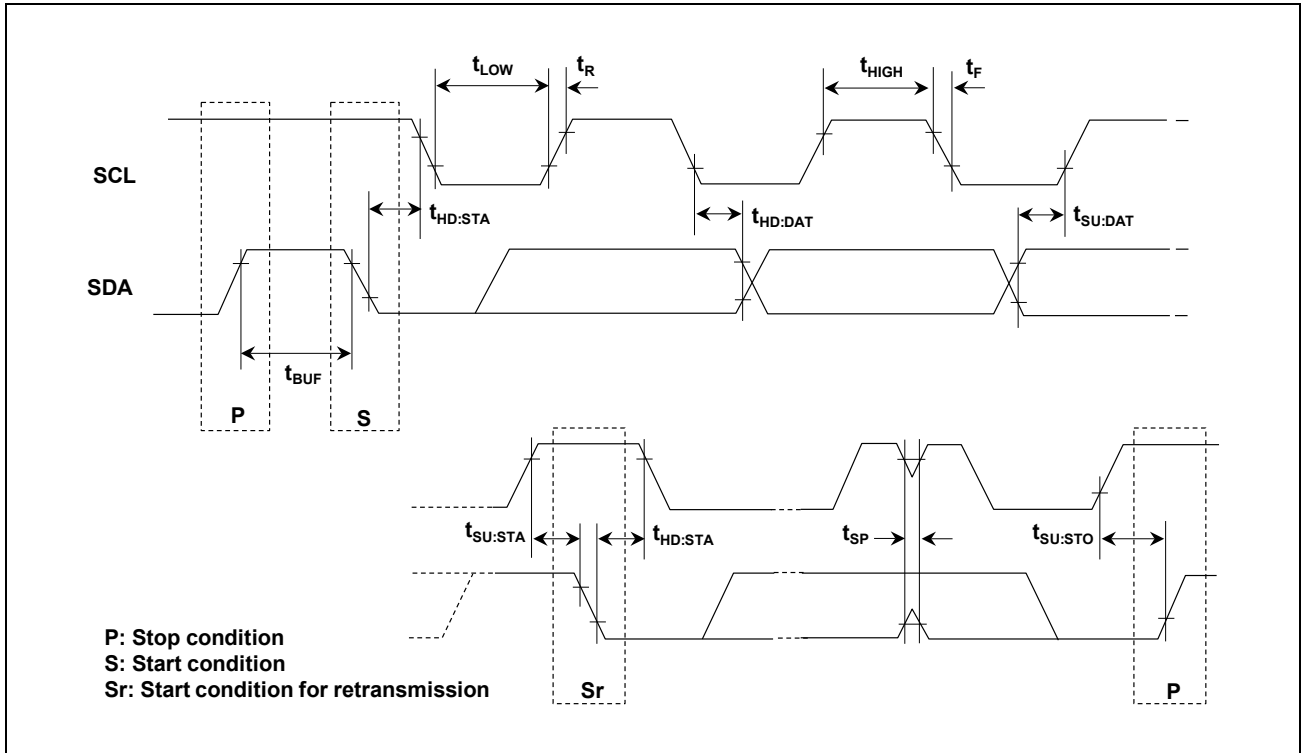 tLOW
tR
tHIGH
tF
SCL
tHD:STA
tHD:DAT
tSU:DAT
SDA
tBUF
P
S
tSU:STA
tHD:STA
tSP
tSU:STO
P: Stop condition
S: Start condition
Sr: Start condition for retransmission
Sr
P